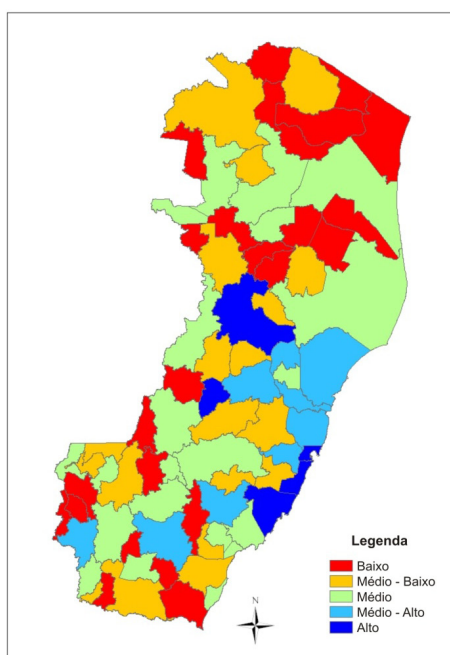 Legenda
Baixo
Médio - Baixo
Médio
Médio - Alto
Alto
N